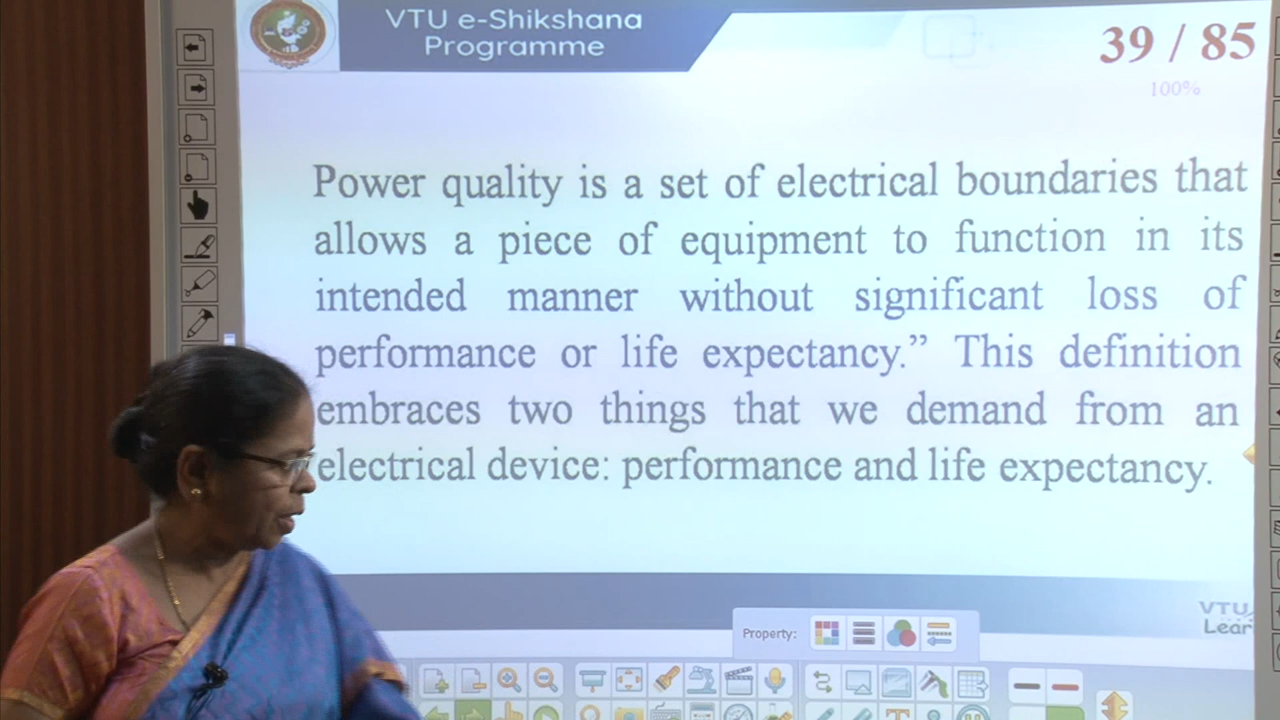 VTU e-Shikshana
Programme
39 / 85
100%
Power quality is a set of electrical boundaries that
allows a piece of equipment to function in its
intended manner without significant loss of
performance or life expectancy.” This definition
embraces two things that we demand from an
electrical device: performance and life expectancy.
VTU
Lear
Property: